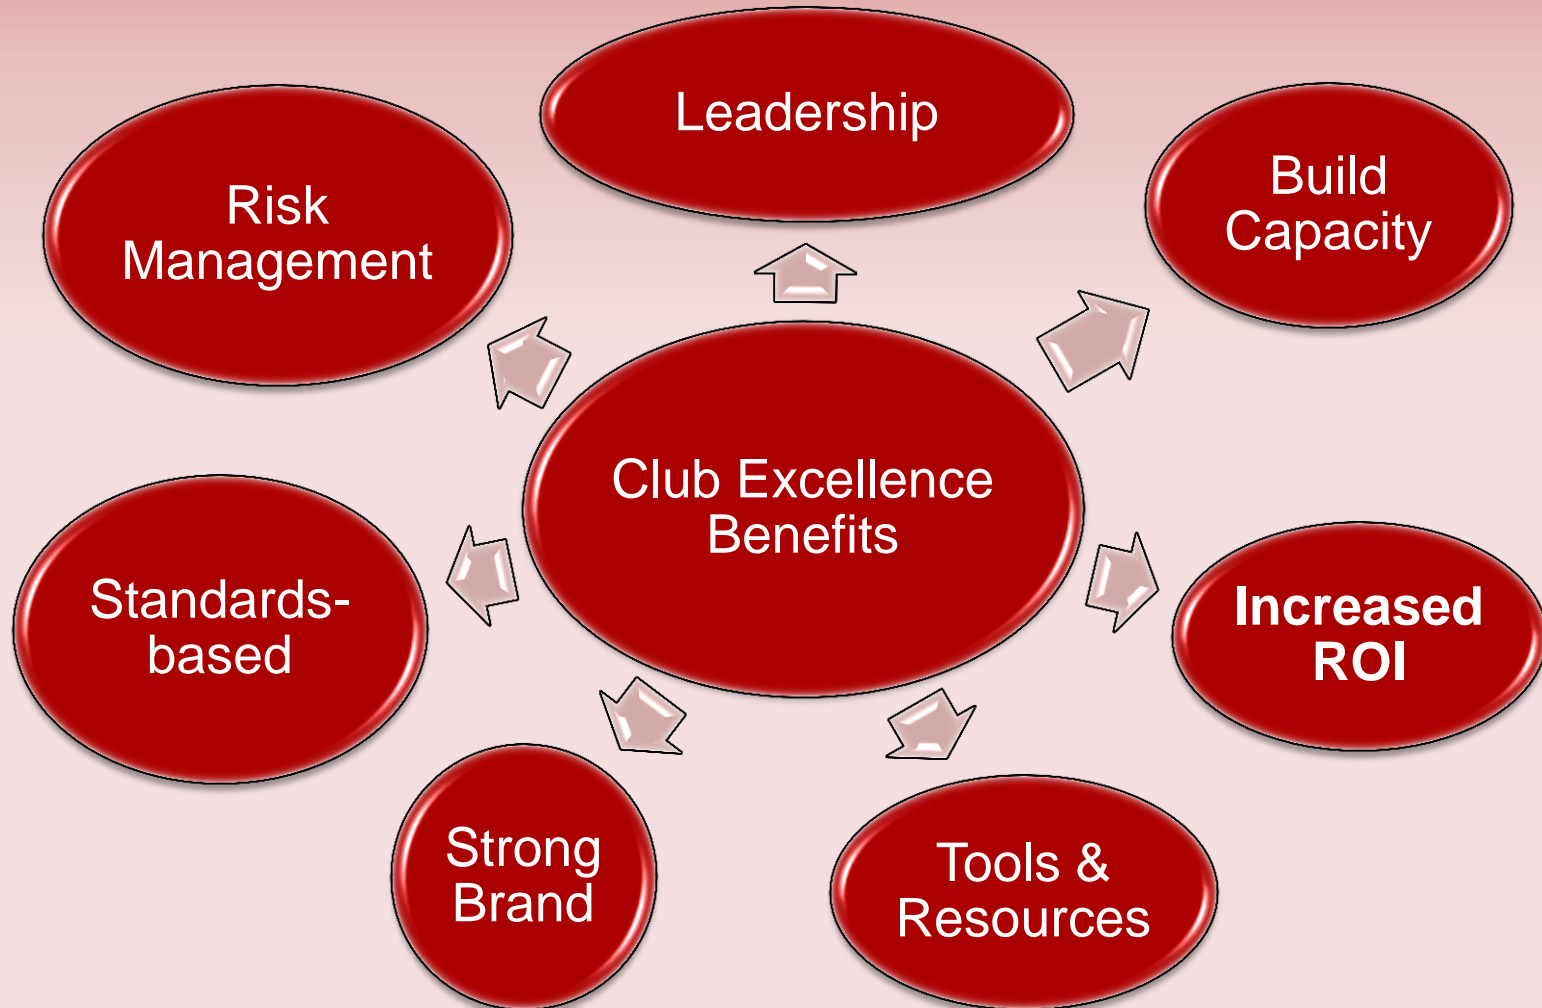 Leadership
Build
Capacity
Risk
Management
Club Excellence
Benefits
Increased
ROI
Standards-
based
Strong
Brand
Tools &
Resources